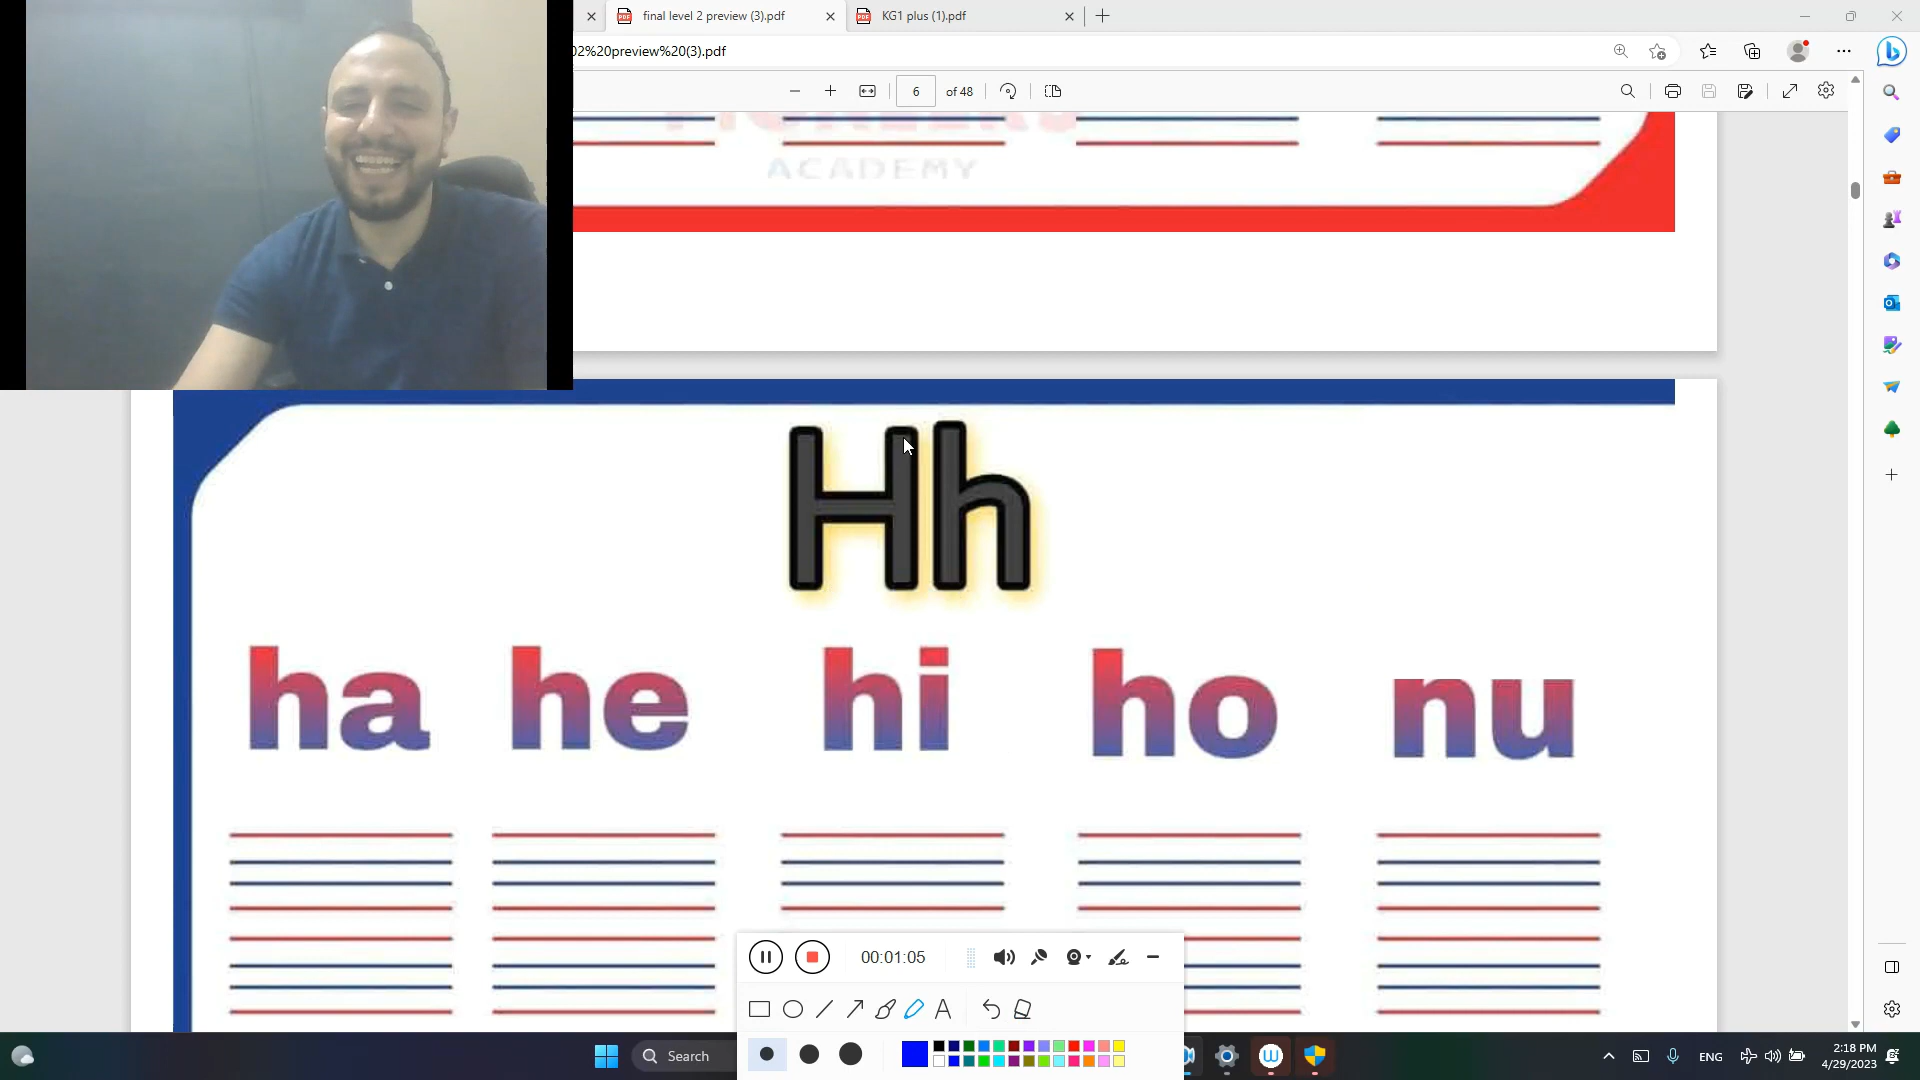 final level 2 preview (3).pdf
KG1 plus (1).pdf
02%20preview%20(3).pdf
6 of 48
PIONEERS
ACADEMY
Hh
ha he hi ho nu
00:01:05
A
Search
ENG
2:18 PM
4/29/2023